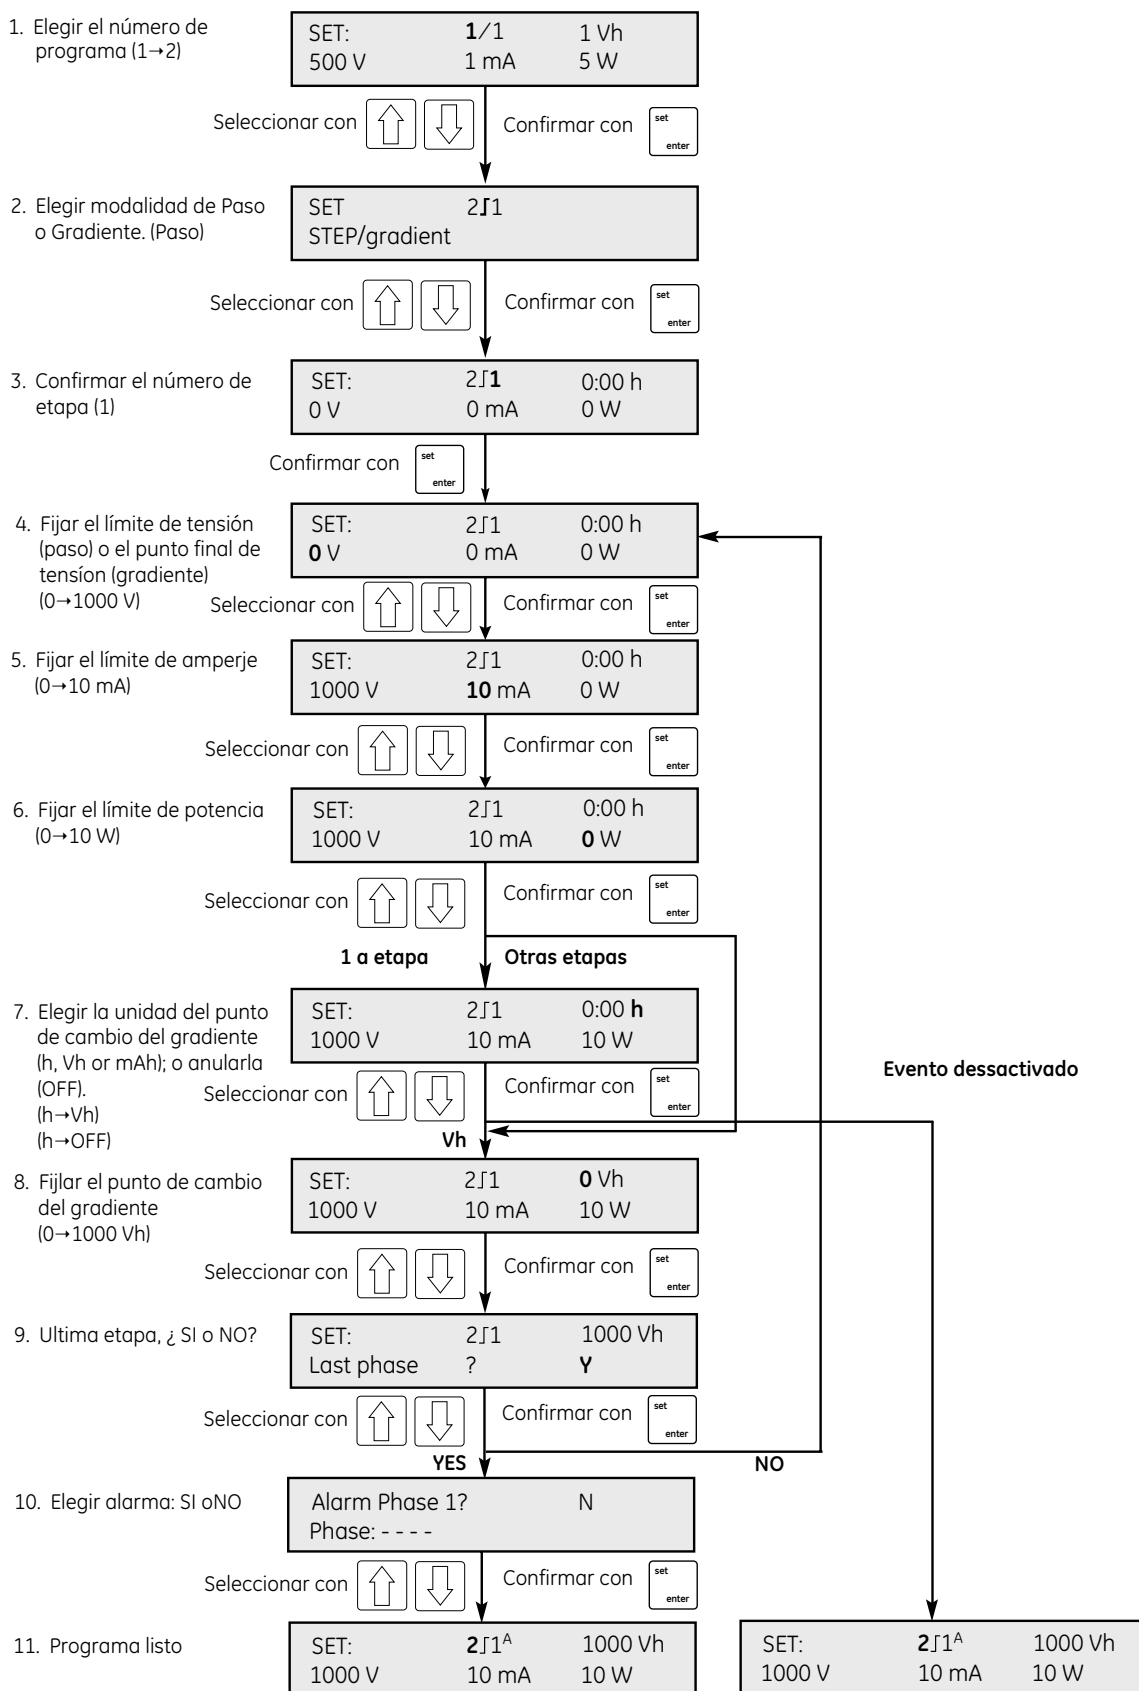 1. Elegir el número de
programa (1→2)
SET: 1/1 1 Vh
500 V 1 mA 5 W
Seleccionar con
Confirmar con
set
enter
2. Elegir modalidad de Paso
o Gradiente. (Paso)
SET 2⌠1
STEP/gradient
Seleccionar con
Confirmar con
set
enter
3. Confirmar el número de
etapa (1)
SET: 2⌠1 0:00 h
0 V 0 mA 0 W
Confirmar con
set
enter
4. Fijar el límite de tensión
(paso) o el punto final de
tensíon (gradiente)
(0→1000 V)
SET: 2⌠1 0:00 h
0 V 0 mA 0 W
Seleccionar con
Confirmar con
set
enter
5. Fijar el límite de amperje
(0→10 mA)
SET: 2⌠1 0:00 h
1000 V 10 mA 0 W
Seleccionar con
Confirmar con
set
enter
6. Fijar el límite de potencia
(0→10 W)
SET: 2⌠1 0:00 h
1000 V 10 mA 0 W
Seleccionar con
Confirmar con
set
enter
1 a etapa
Otras etapas
7. Elegir la unidad del punto
de cambio del gradiente
(h, Vh or mAh); o anularla
(OFF).
(h→Vh)
(h→OFF)
SET: 2⌠1 0:00 h
1000 V 10 mA 10 W
Evento dessactivado
Seleccionar con
Confirmar con
set
enter
Vh
8. Fijlar el punto de cambio
del gradiente
(0→1000 Vh)
SET: 2⌠1 0 Vh
1000 V 10 mA 10 W
Seleccionar con
Confirmar con
set
enter
9. Ultima etapa, ¿ SI o NO?
SET: 2⌠1 1000 Vh
Last phase ? Y
Seleccionar con
Confirmar con
set
enter
YES
NO
10. Elegir alarma: SI oNO
Alarm Phase 1? N
Phase: - - - -
Seleccionar con
Confirmar con
set
enter
11. Programa listo
SET: 2⌠1ᴬ 1000 Vh
1000 V 10 mA 10 W
SET: 2⌠1ᴬ 1000 Vh
1000 V 10 mA 10 W